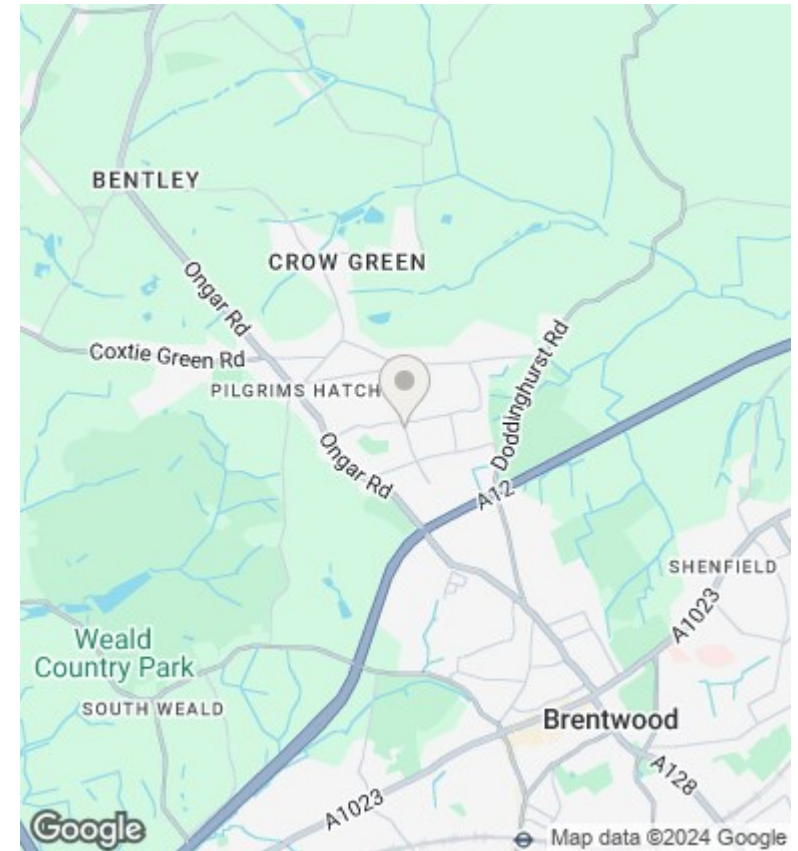 BENTLEY
CROW GREEN
Ongar Rd
Doddinghurst Rd
Coxtie Green Rd
PILGRIMS HATCH
Ongar Rd
A12
SHENFIELD
A1023
Weald
Country Park
SOUTH WEALD
Brentwood
A128
A1023
Google
Map data ©2024 Google